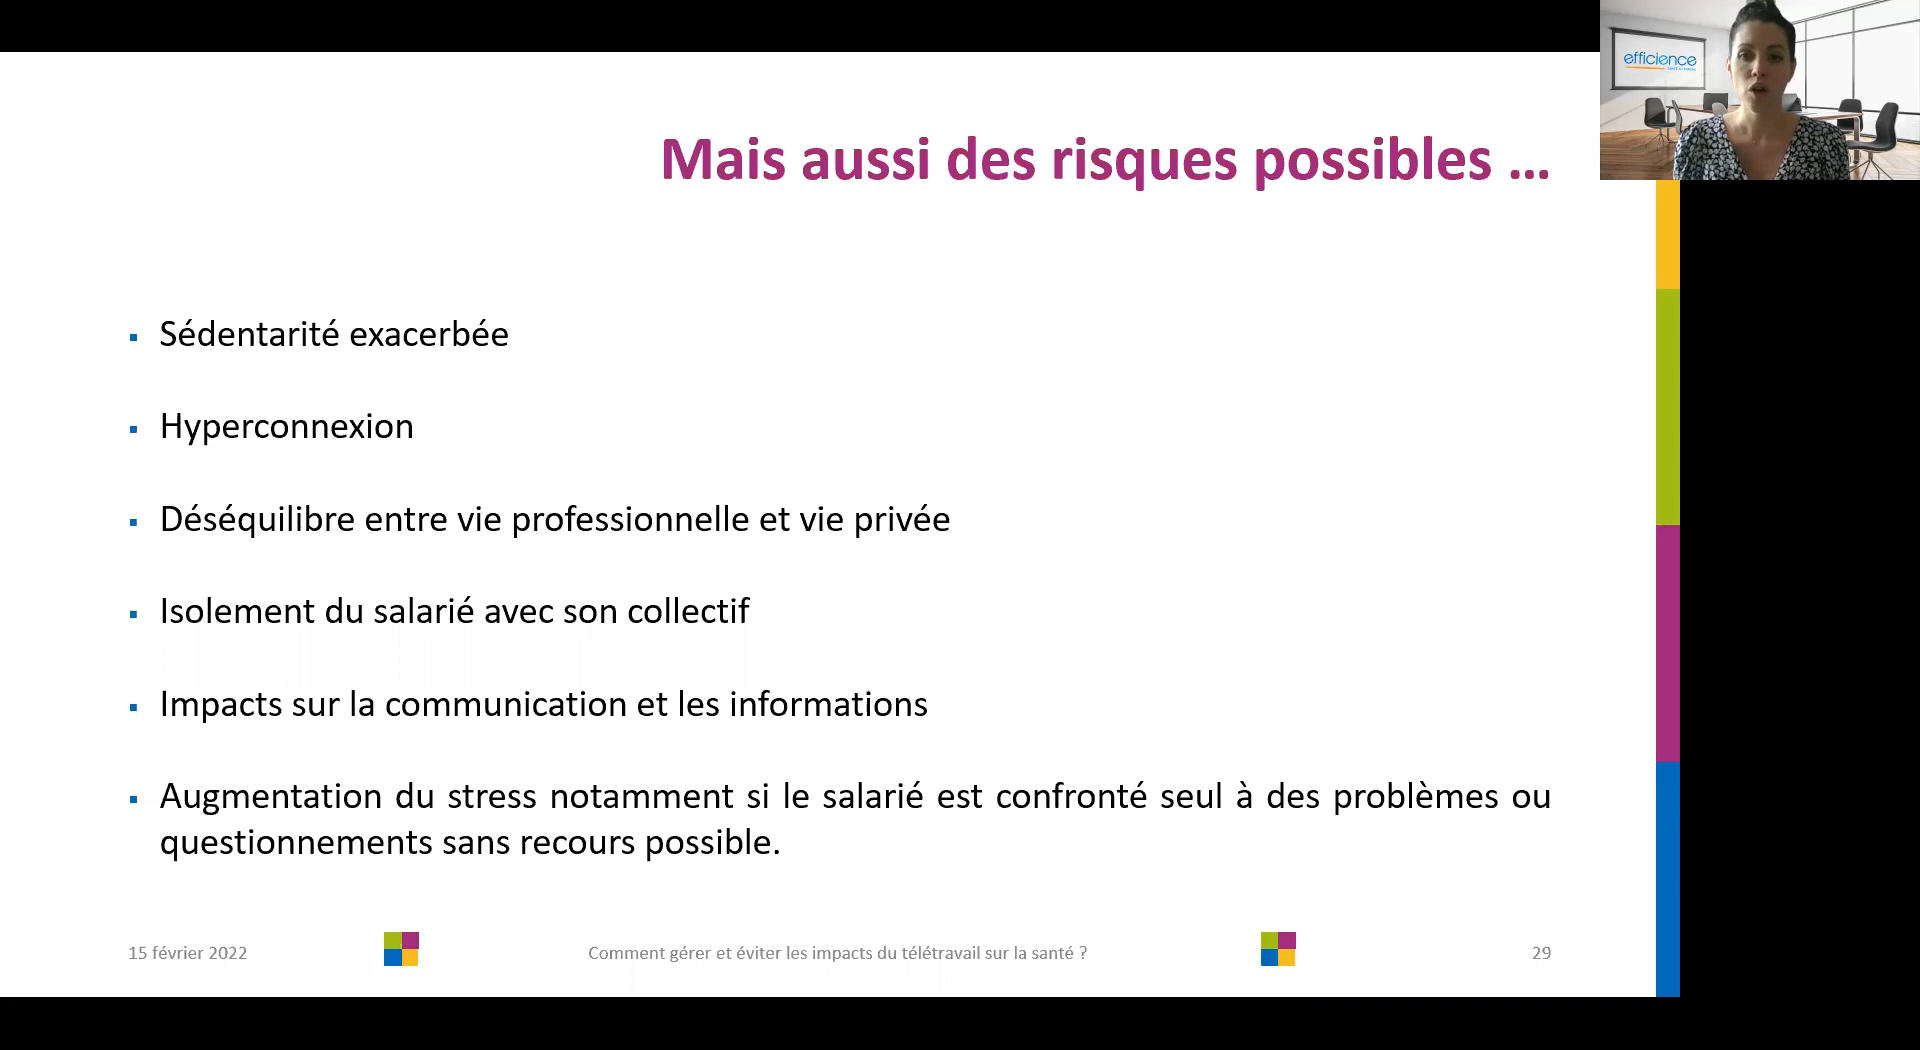 efficience
Mais aussi des risques possibles ...
▪ Sédentarité exacerbée
▪ Hyperconnexion
▪ Déséquilibre entre vie professionnelle et vie privée
▪ Isolement du salarié avec son collectif
▪ Impacts sur la communication et les informations
▪ Augmentation du stress notamment si le salarié est confronté seul à des problèmes ou
questionnements sans recours possible.
15 février 2022
Comment gérer et éviter les impacts du télétravail sur la santé ?
29